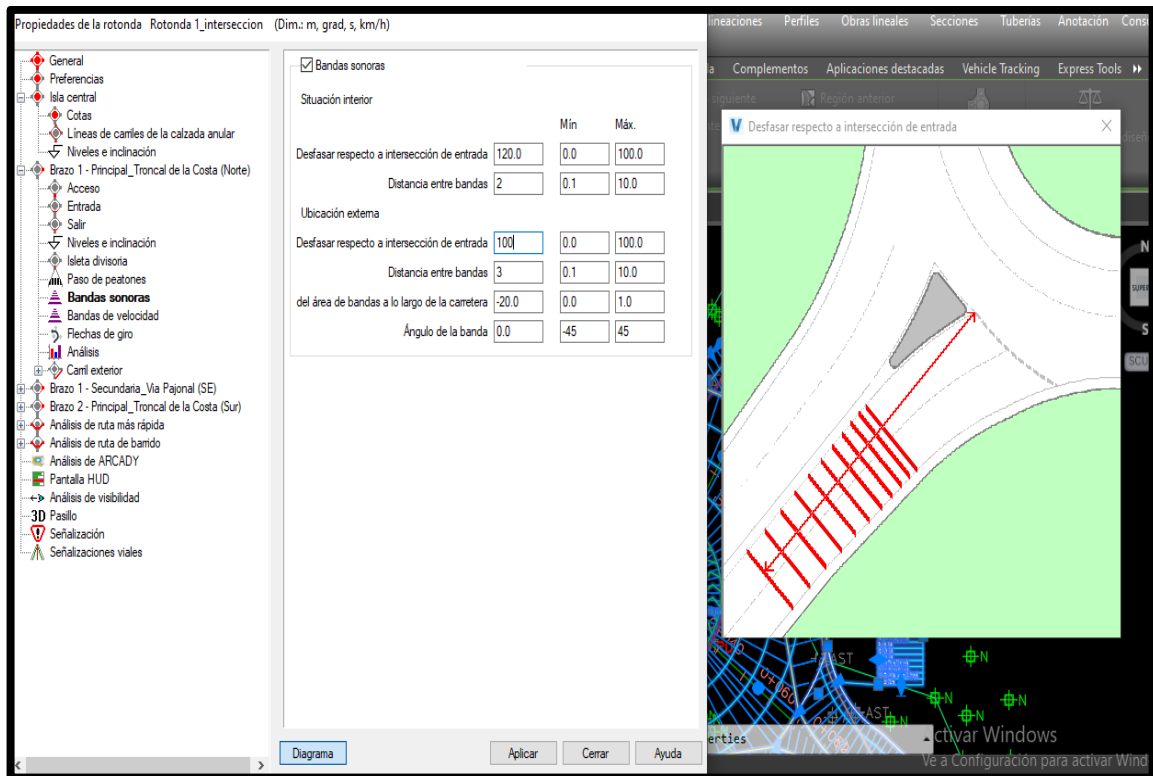 Propiedades de la rotonda Rotonda 1_interseccion (Dim.: m, grad, s, km/h)
General
Preferencias
Isla central
Cotas
Líneas de carriles de la calzada anular
Niveles e inclinación
Brazo 1 - Principal_Troncal de la Costa (Norte)
Acceso
Entrada
Salir
Niveles e inclinación
Isleta divisoria
Paso de peatones
Bandas sonoras
Bandas de velocidad
Flechas de giro
Análisis
Carril exterior
Brazo 1 - Secundaria_Via Pajonal (SE)
Brazo 2 - Principal_Troncal de la Costa (Sur)
Análisis de ruta más rápida
Análisis de ruta de barrido
Análisis de ARCADY
Pantalla HUD
Análisis de visibilidad
3D Pasillo
Señalización
Señalizaciones viales
Bandas sonoras
Situación interior
Mín Máx.
Desfasar respecto a intersección de entrada 120.0 0.0 100.0
Distancia entre bandas 2 0.1 10.0
Ubicación externa
Desfasar respecto a intersección de entrada 100 0.0 100.0
Distancia entre bandas 3 0.1 10.0
del área de bandas a lo largo de la carretera -20.0 0.0 1.0
Ángulo de la banda 0.0 -45 45
Diagrama Aplicar Cerrar Ayuda
lineaciones Perfiles Obras lineales Secciones Tuberías Anotación Cons
a Complementos Aplicaciones destacadas Vehicle Tracking Express Tools
siguiente Región anterior
diseñ
Desfasar respecto a intersección de entrada
N
SUPER
S
SCU
AST N
0+060
N N
AST N N
erties
ctivar Windows
Ve a Configuración para activar Wind